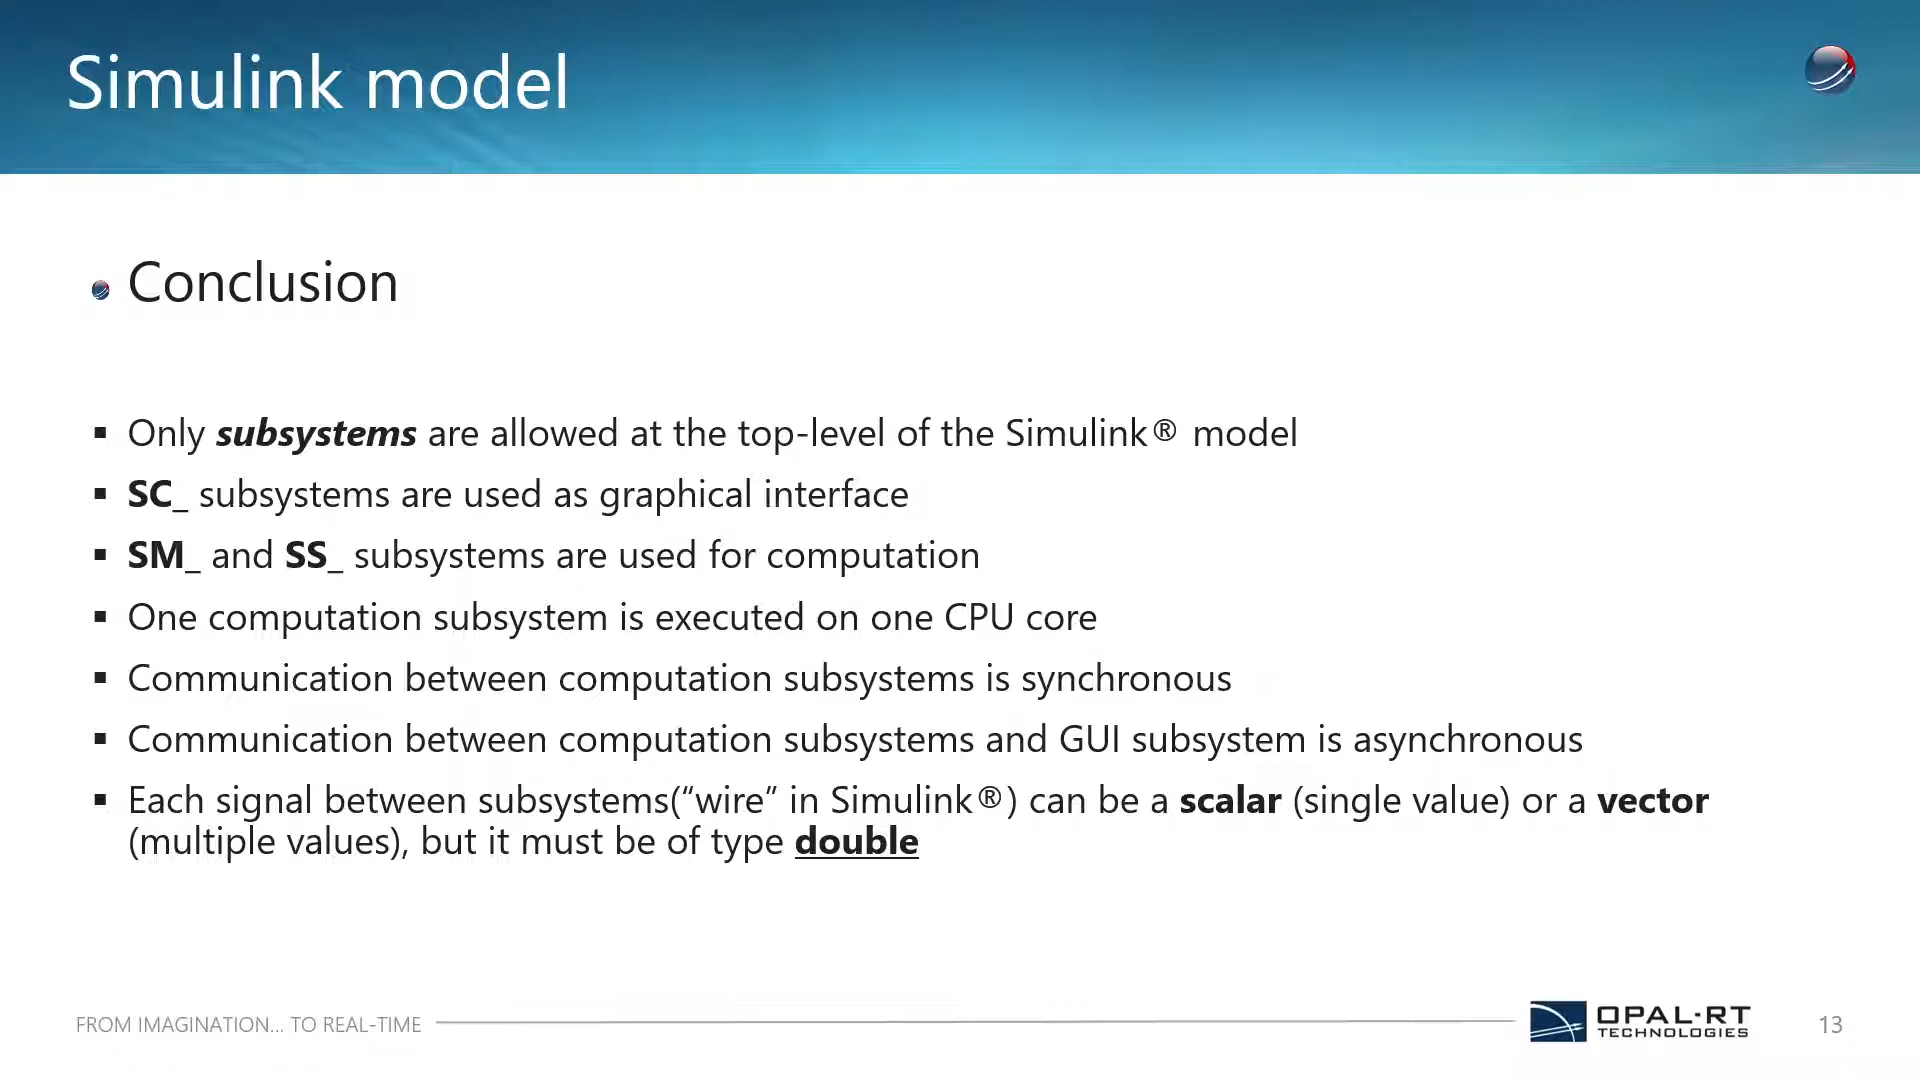 Simulink model
Conclusion
▪ Only subsystems are allowed at the top-level of the Simulink® model
▪ SC_ subsystems are used as graphical interface
▪ SM_ and SS_ subsystems are used for computation
▪ One computation subsystem is executed on one CPU core
▪ Communication between computation subsystems is synchronous
▪ Communication between computation subsystems and GUI subsystem is asynchronous
▪ Each signal between subsystems(“wire” in Simulink®) can be a scalar (single value) or a vector
(multiple values), but it must be of type double
FROM IMAGINATION... TO REAL-TIME
OPAL-RT
TECHNOLOGIES
13